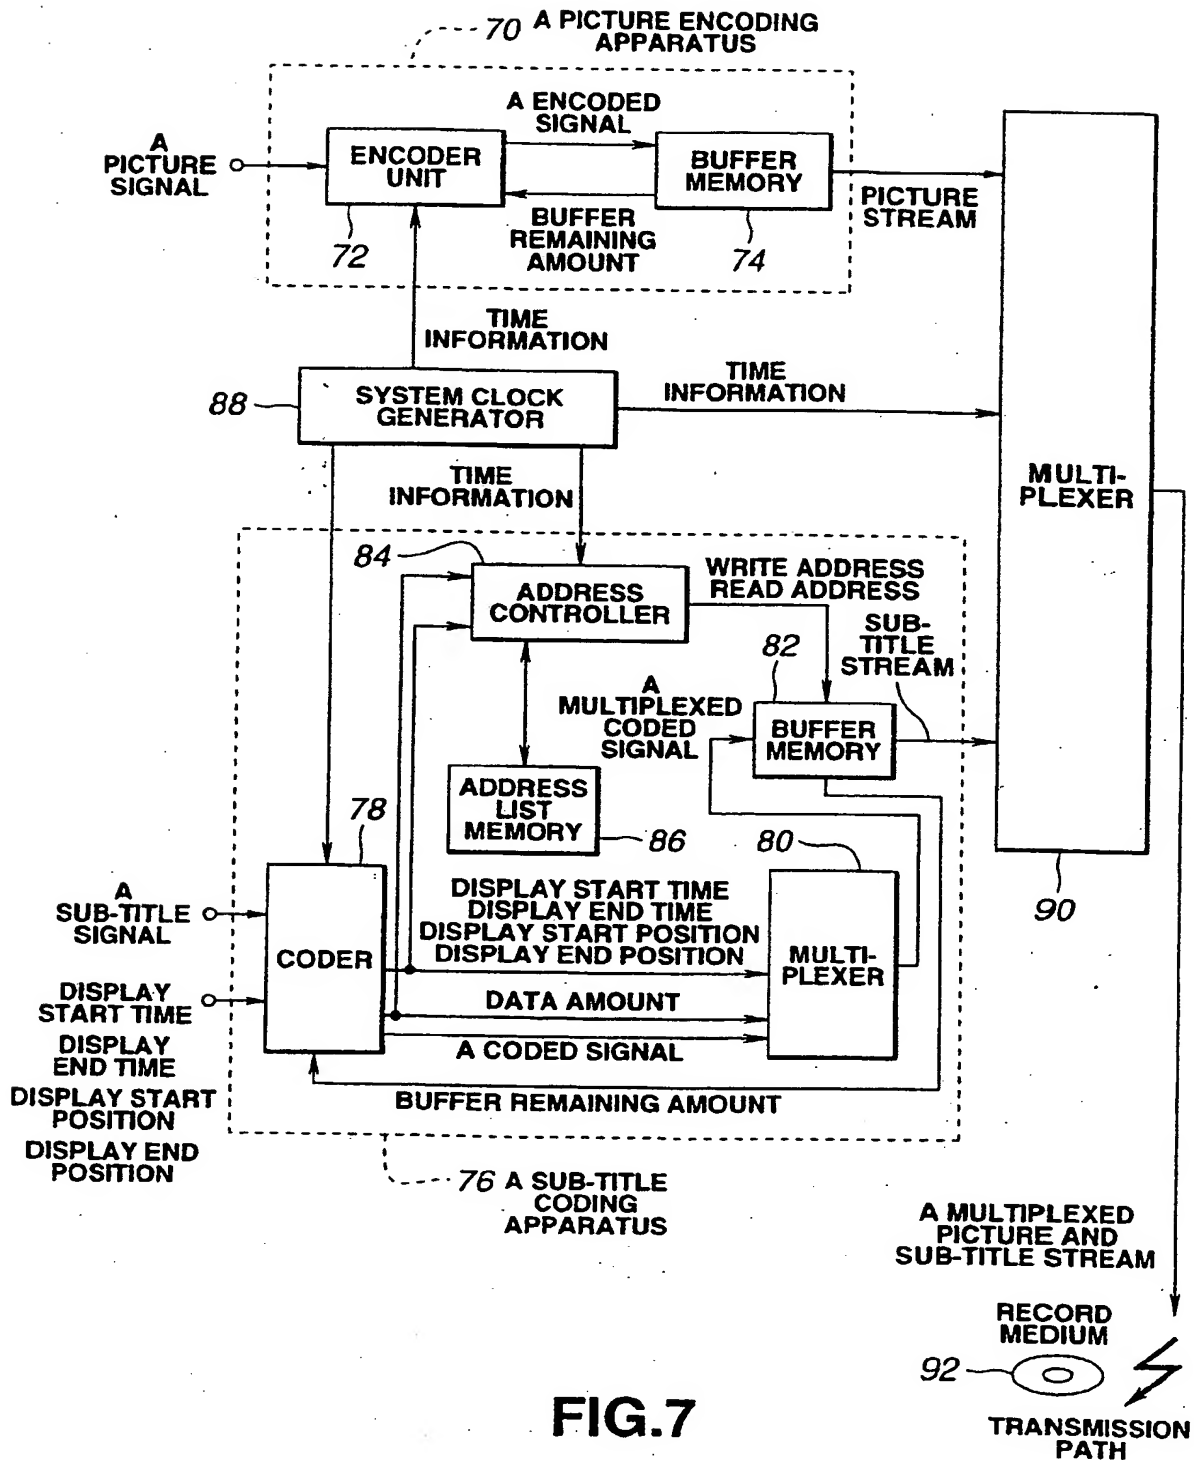 70 A PICTURE ENCODING
APPARATUS
A ENCODED
SIGNAL
A
PICTURE
SIGNAL
ENCODER
UNIT
BUFFER
MEMORY
PICTURE
STREAM
72
BUFFER
REMAINING
AMOUNT
74
TIME
INFORMATION
88
SYSTEM CLOCK
GENERATOR
TIME
INFORMATION
TIME
INFORMATION
MULTI-
PLEXER
84
ADDRESS
CONTROLLER
WRITE ADDRESS
READ ADDRESS
SUB-
TITLE
STREAM
82
A
MULTIPLEXED
CODED
SIGNAL
BUFFER
MEMORY
ADDRESS
LIST
MEMORY
78
86
80
90
A
SUB-TITLE
SIGNAL
CODER
DISPLAY START TIME
DISPLAY END TIME
DISPLAY START POSITION
DISPLAY END POSITION
MULTI-
PLEXER
DISPLAY
START TIME
DATA AMOUNT
DISPLAY
END TIME
A CODED SIGNAL
DISPLAY START
POSITION
BUFFER REMAINING AMOUNT
DISPLAY END
POSITION
76 A SUB-TITLE
CODING
APPARATUS
A MULTIPLEXED
PICTURE AND
SUB-TITLE STREAM
RECORD
MEDIUM
92
TRANSMISSION
PATH
FIG.7